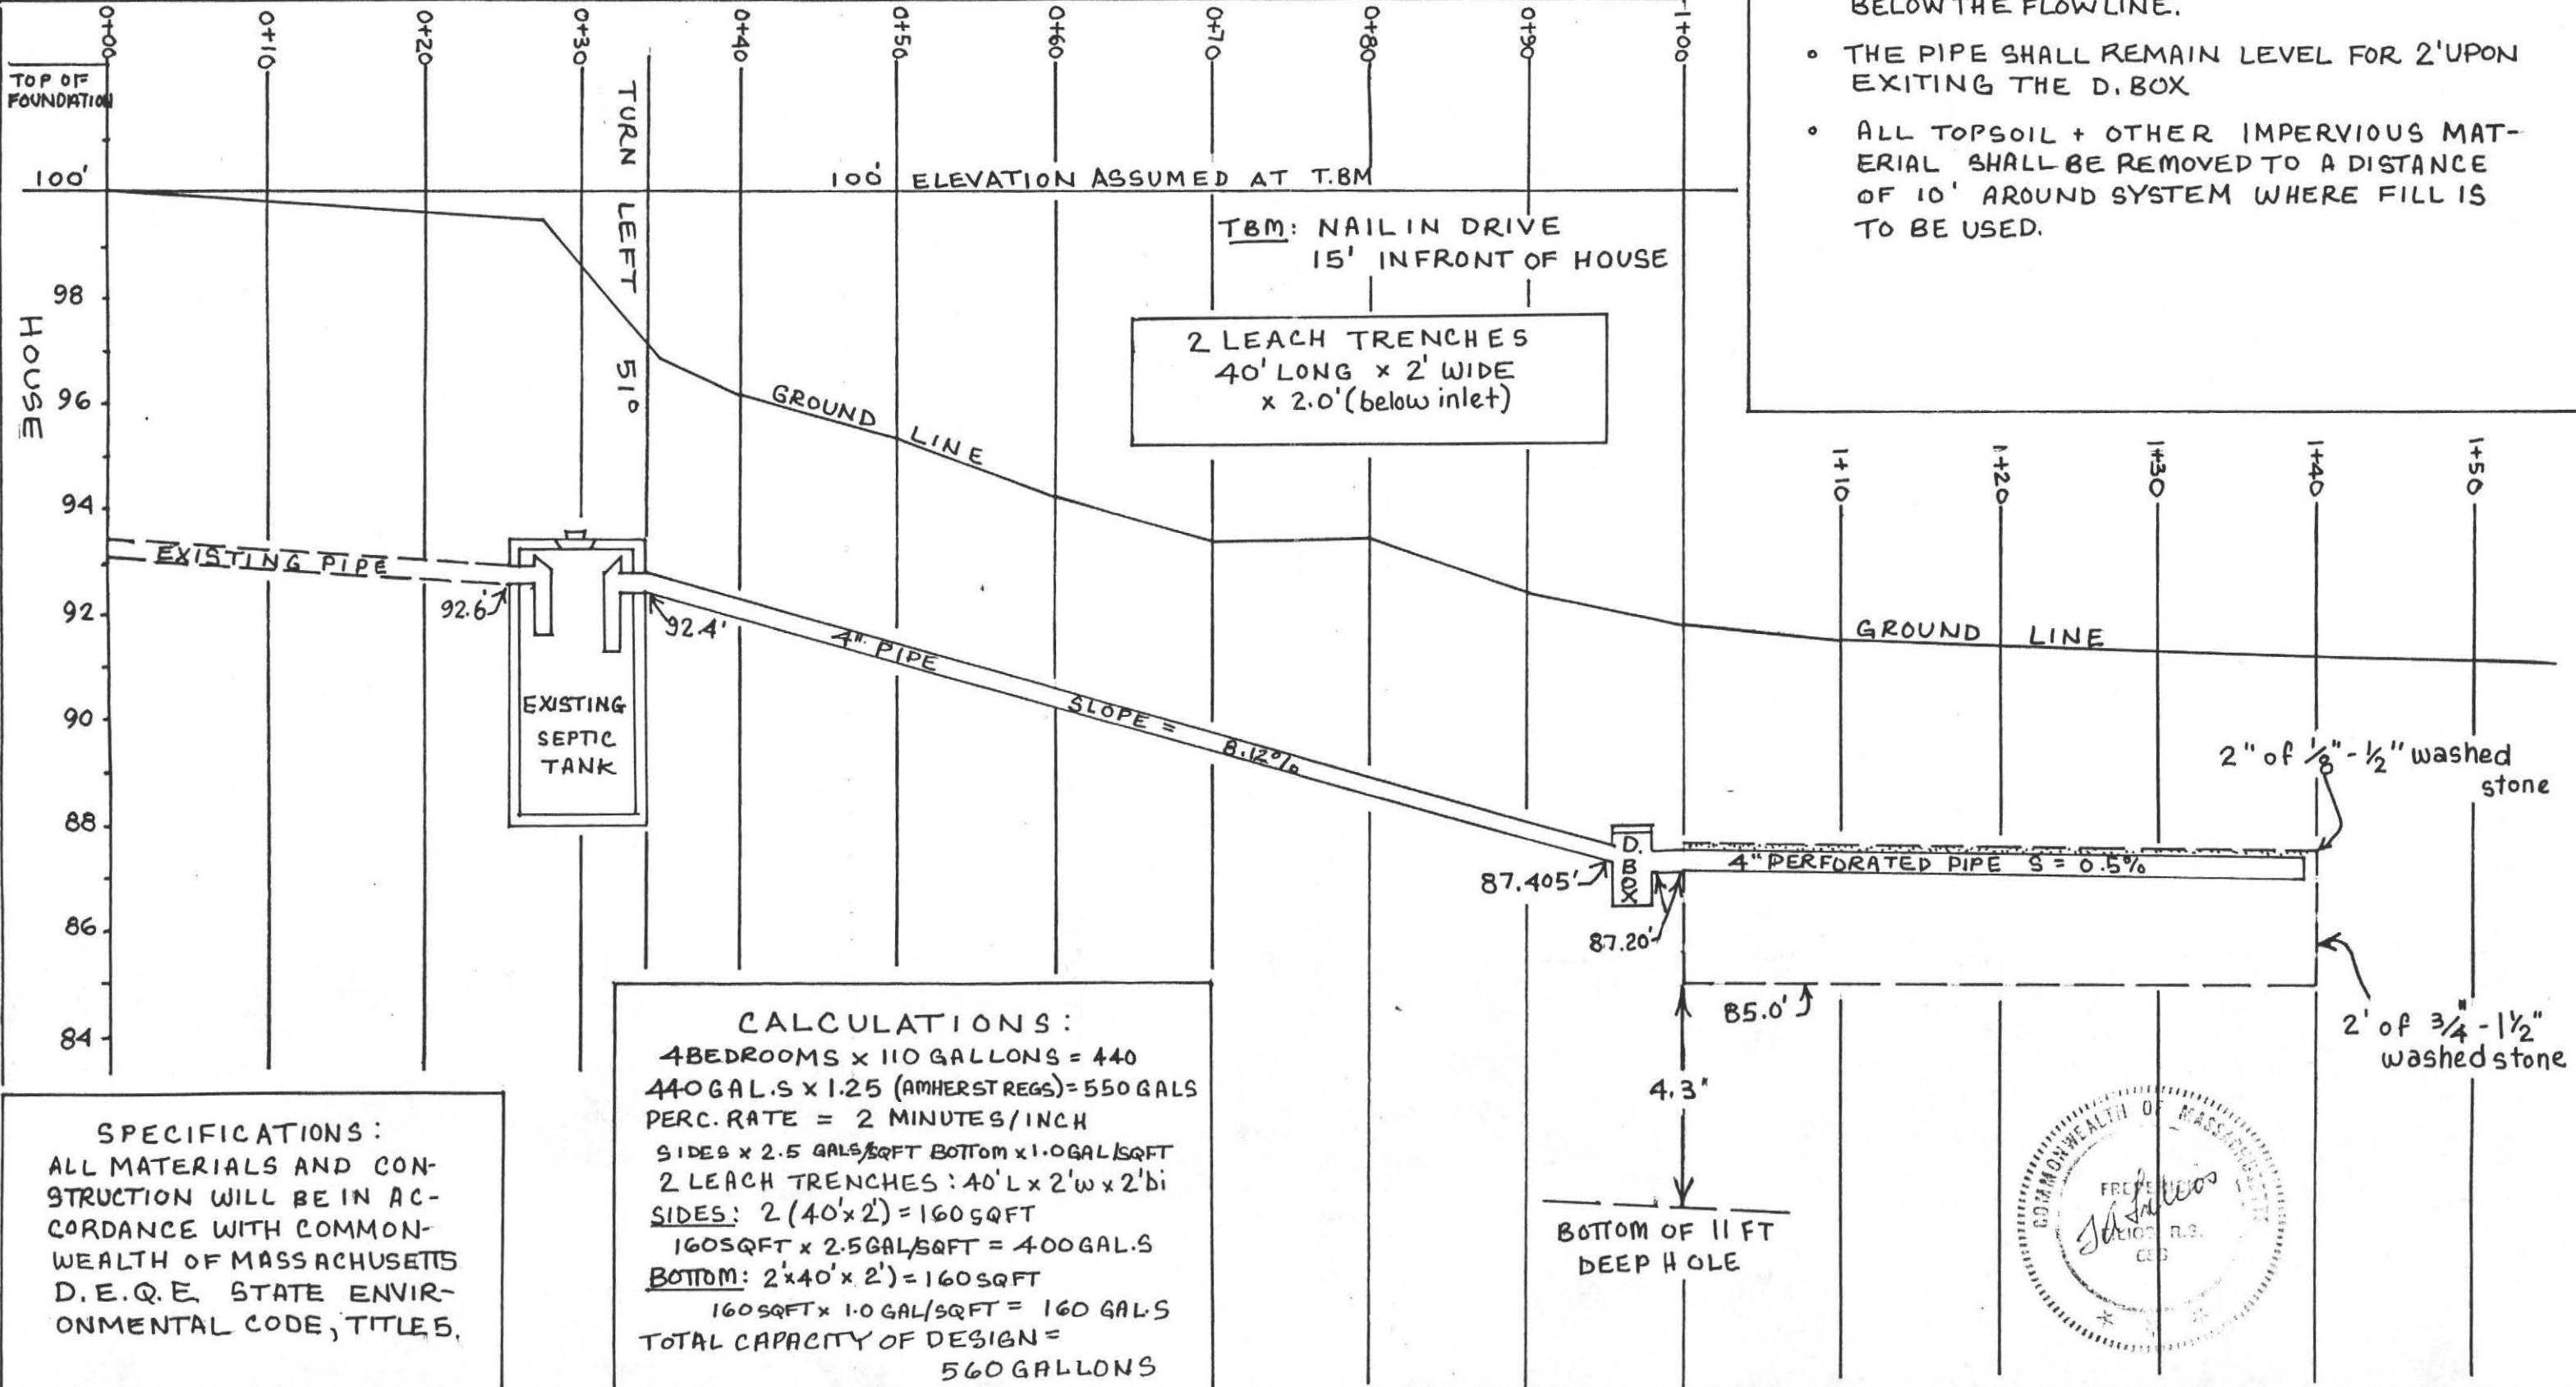 0+00
0+10
0+20
0+30
0+40
0+50
0+60
0+70
0+80
0+90
1+00
BELOW THE FLOWLINE.
• THE PIPE SHALL REMAIN LEVEL FOR 2' UPON
EXITING THE D. BOX
• ALL TOPSOIL + OTHER IMPERVIOUS MAT-
ERIAL SHALL BE REMOVED TO A DISTANCE
OF 10' AROUND SYSTEM WHERE FILL IS
TO BE USED.
TOP OF
FOUNDATION
TURN LEFT 51°
100'
100' ELEVATION ASSUMED AT T.BM
TBM: NAIL IN DRIVE
15' INFRONT OF HOUSE
HOUSE
98
96
94
92
90
88
86
84
2 LEACH TRENCHES
40' LONG x 2' WIDE
x 2.0' (below inlet)
GROUND LINE
1+10
1+20
1+30
1+40
1+50
EXISTING PIPE
92.6'
92.4'
4" PIPE
SLOPE = 8.12%
GROUND LINE
EXISTING
SEPTIC
TANK
2" of 1/8" - 1/2" washed
stone
D.
BOX
4" PERFORATED PIPE S = 0.5%
87.405'
87.20'
85.0'
2' of 3/4" - 1 1/2"
washed stone
4.3"
BOTTOM OF 11 FT
DEEP HOLE
CALCULATIONS:
4 BEDROOMS x 110 GALLONS = 440
440 GAL.S x 1.25 (AMHERST REGS) = 550 GALS
PERC. RATE = 2 MINUTES/INCH
SIDES x 2.5 GALS/SQFT BOTTOM x 1.0 GAL/SQFT
2 LEACH TRENCHES: 40'L x 2'w x 2'bi
SIDES: 2 (40'x 2') = 160 SQFT
160 SQFT x 2.5 GAL/SQFT = 400 GAL.S
BOTTOM: 2'x 40'x 2') = 160 SQFT
160 SQFT x 1.0 GAL/SQFT = 160 GAL.S
TOTAL CAPACITY OF DESIGN =
560 GALLONS
SPECIFICATIONS:
ALL MATERIALS AND CON-
STRUCTION WILL BE IN AC-
CORDANCE WITH COMMON-
WEALTH OF MASSACHUSETTS
D.E.Q.E. STATE ENVIR-
ONMENTAL CODE, TITLE 5.
COMMONWEALTH OF MASSACHUSETTS
R.S.